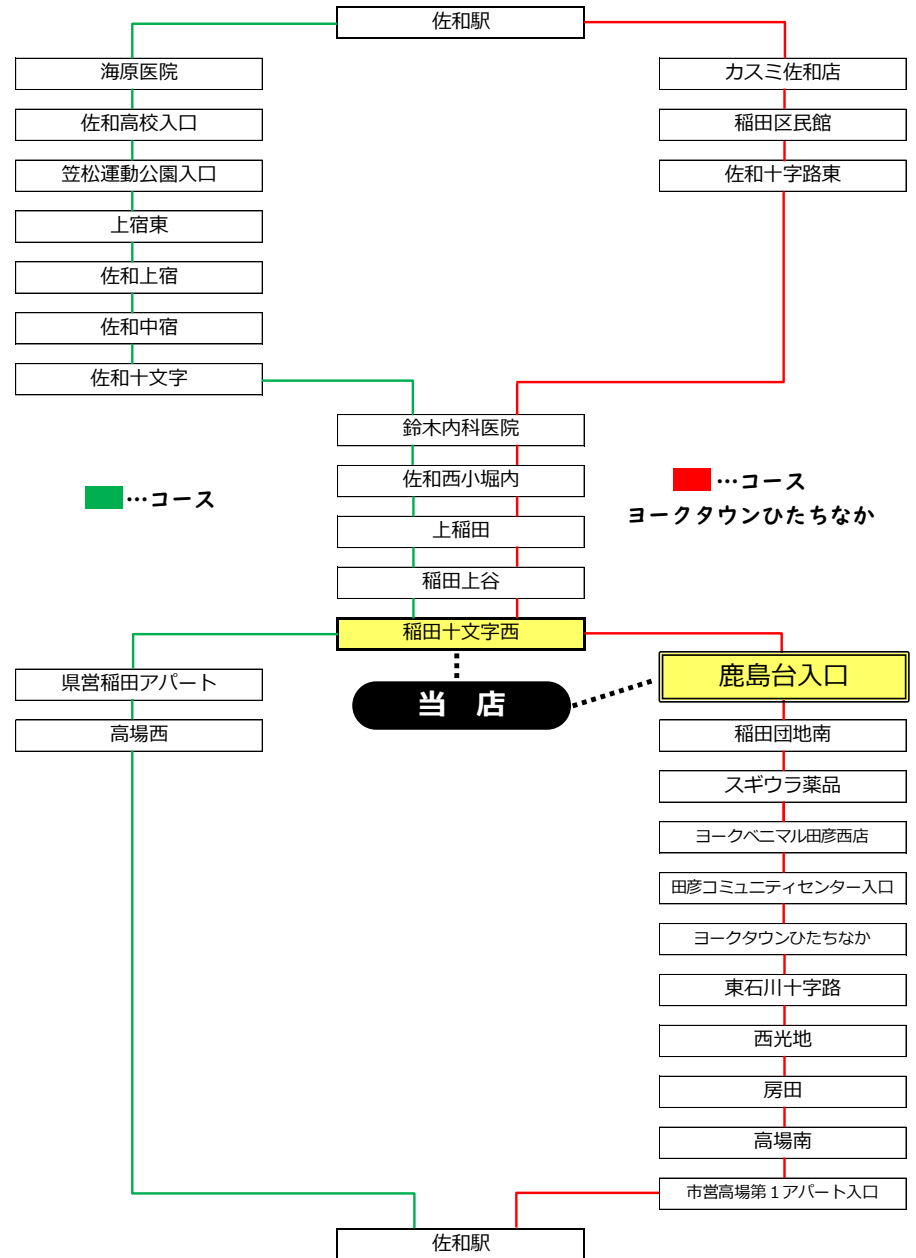 佐和駅
海原医院
佐和高校入口
笠松運動公園入口
上宿東
佐和上宿
佐和中宿
佐和十文字
カスミ佐和店
稲田区民館
佐和十字路東
鈴木内科医院
佐和西小堀内
上稲田
稲田上谷
稲田十文字西
…コース
…コース
ヨークタウンひたちなか
県営稲田アパート
高場西
当 店
鹿島台入口
稲田団地南
スギウラ薬品
ヨークベニマル田彦西店
田彦コミュニティセンター入口
ヨークタウンひたちなか
東石川十字路
西光地
房田
高場南
市営高場第１アパート入口
佐和駅